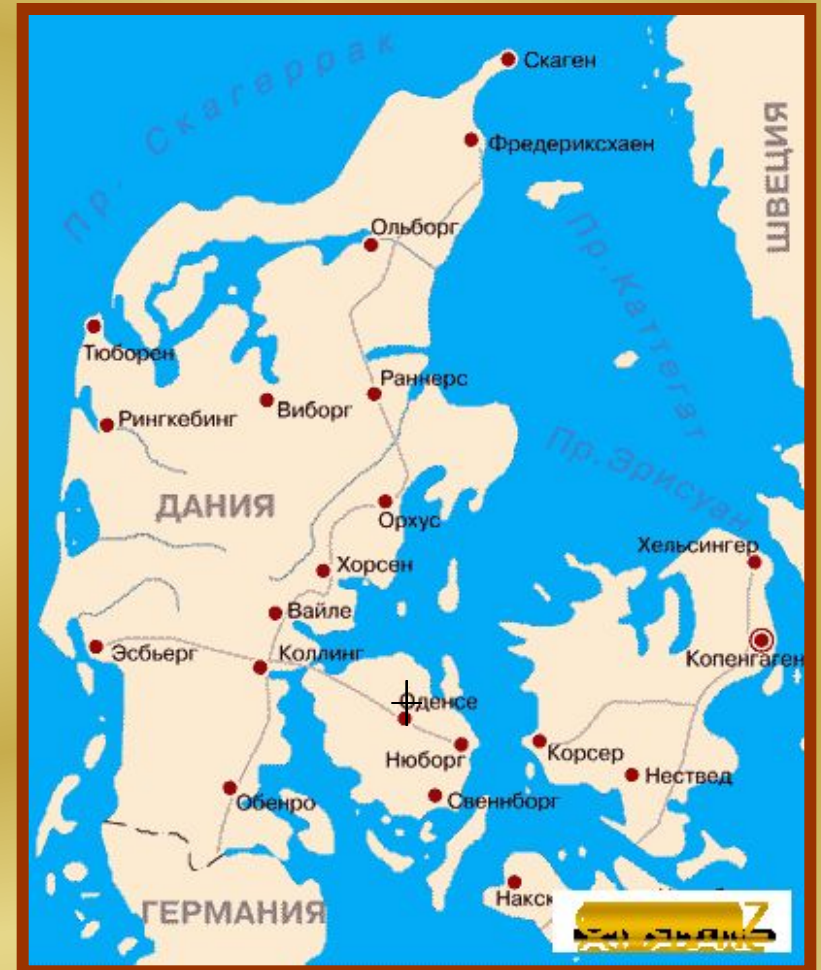 Пр. Скагеррак
Скаген
Фредериксхаен
ШВЕЦИЯ
Ольборг
Пр. Каттегат
Тюборен
Раннерс
Виборг
Рингкебинг
Пр. Эрисуан
ДАНИЯ
Орхус
Хельсингер
Хорсен
Вайле
Эсбьерг
Коллинг
Копенгаген
Оденсе
Нюборг
Корсер
Нествед
Обенро
Свеннборг
Накск
ГЕРМАНИЯ